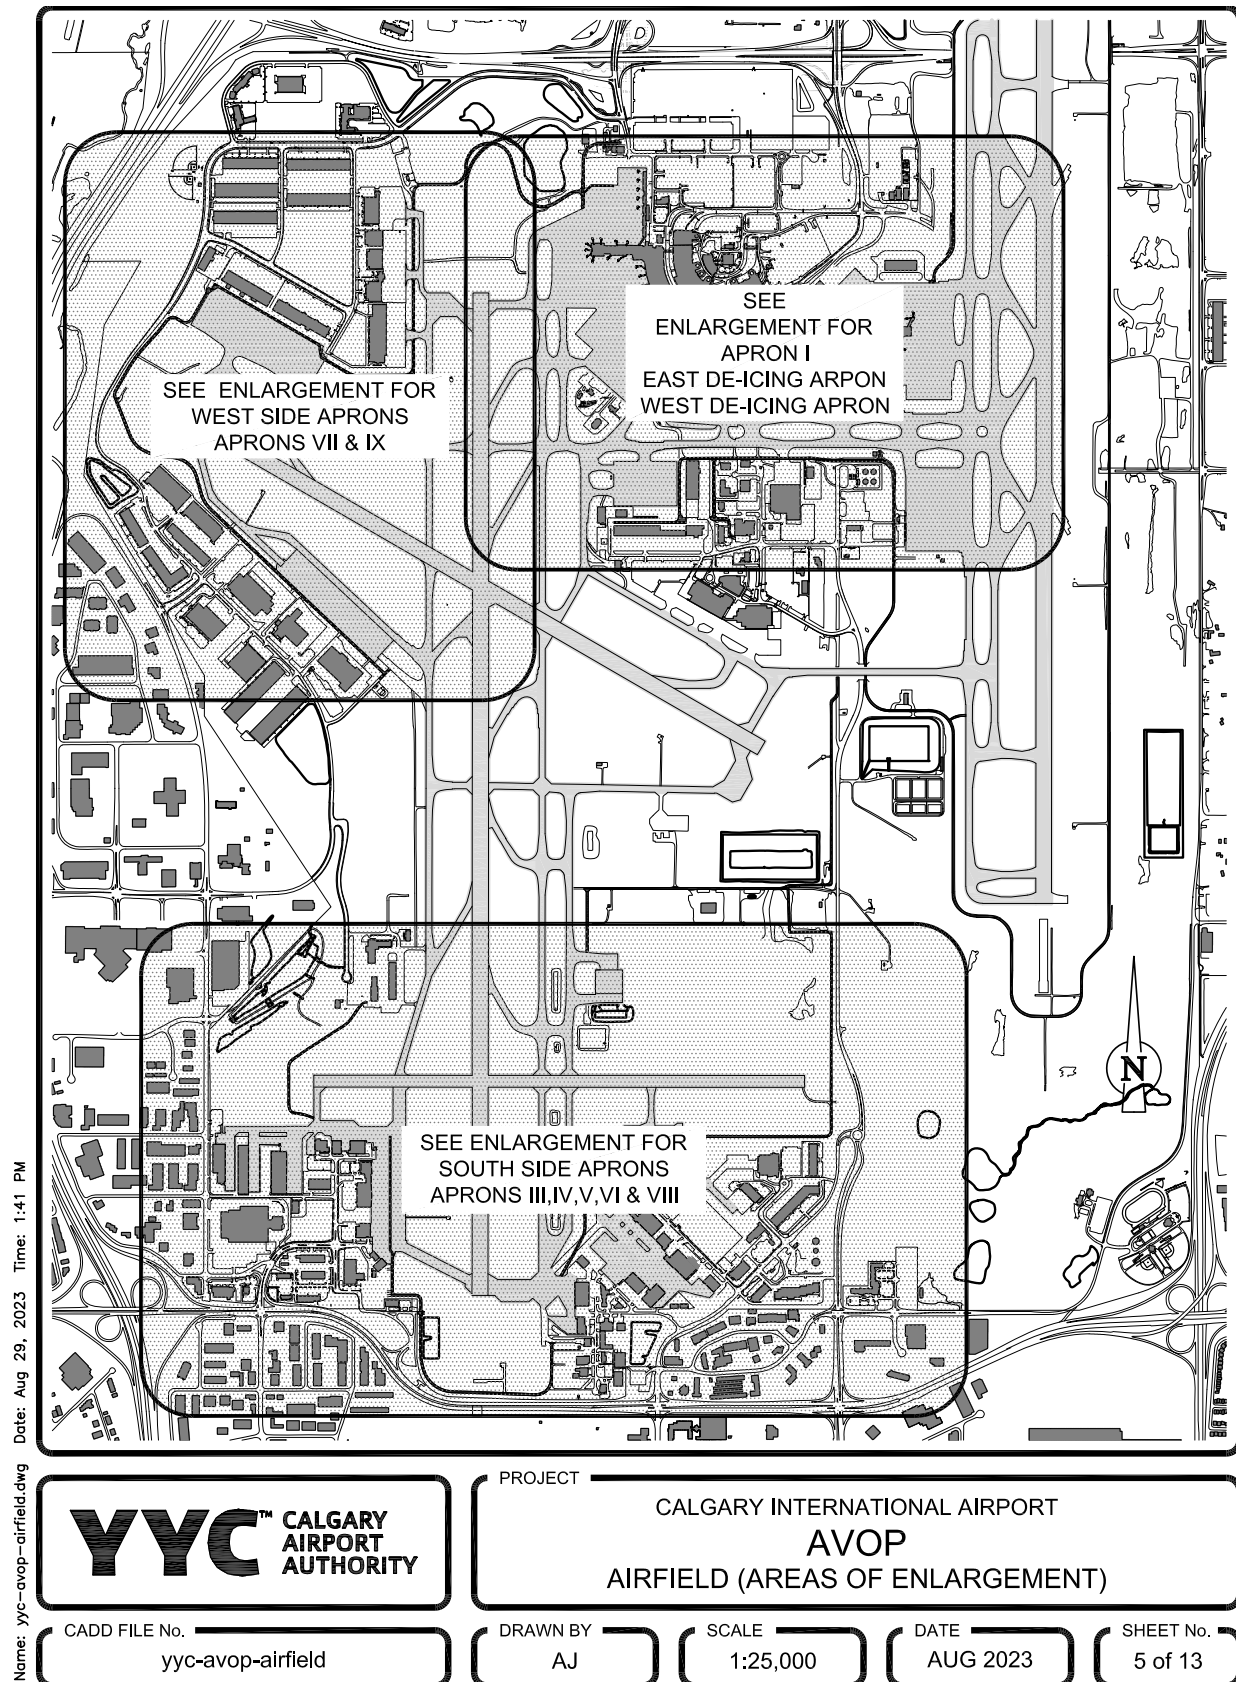 SEE
ENLARGEMENT FOR
APRON I
EAST DE-ICING ARPON
WEST DE-ICING APRON
SEE ENLARGEMENT FOR
WEST SIDE APRONS
APRONS VII & IX
N
SEE ENLARGEMENT FOR
SOUTH SIDE APRONS
APRONS III,IV,V,VI & VIII
Name: yyc-avop-airfield.dwg Date: Aug 29, 2023 Time: 1:41 PM
YYC™ CALGARY
AIRPORT
AUTHORITY
PROJECT
CALGARY INTERNATIONAL AIRPORT
AVOP
AIRFIELD (AREAS OF ENLARGEMENT)
CADD FILE No.
yyc-avop-airfield
DRAWN BY
AJ
SCALE
1:25,000
DATE
AUG 2023
SHEET No.
5 of 13